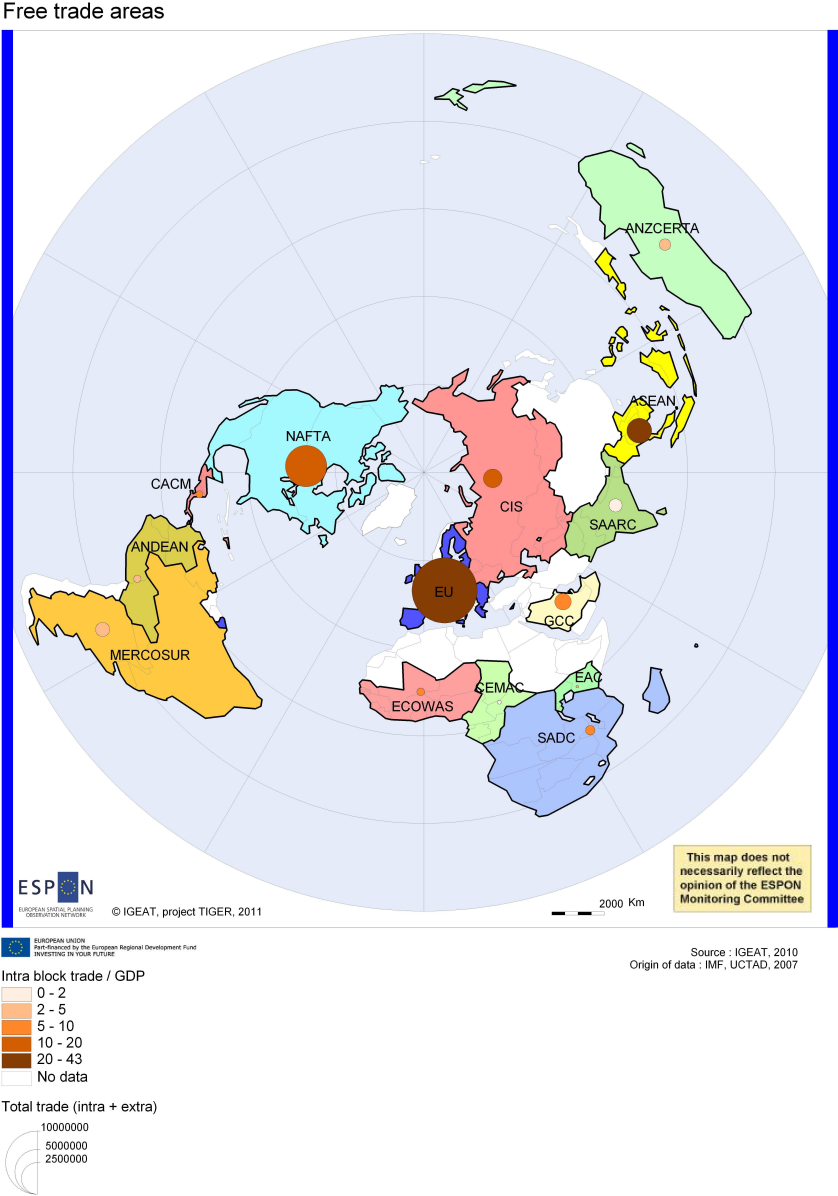 Free trade areas
ANZCERTA
ASEAN
NAFTA
CACM
CIS
SAARC
ANDEAN
EU
GCC
MERCOSUR
EAC
CEMAC
ECOWAS
SADC
This map does not
necessarily reflect the
opinion of the ESPON
Monitoring Committee
ESPON
EUROPEAN SPATIAL PLANNING
OBSERVATION NETWORK
© IGEAT, project TIGER, 2011
2000 Km
EUROPEAN UNION
Part-financed by the European Regional Development Fund
INVESTING IN YOUR FUTURE
Source : IGEAT, 2010
Origin of data : IMF, UCTAD, 2007
Intra block trade / GDP
0 - 2
2 - 5
5 - 10
10 - 20
20 - 43
No data
Total trade (intra + extra)
10000000
5000000
2500000